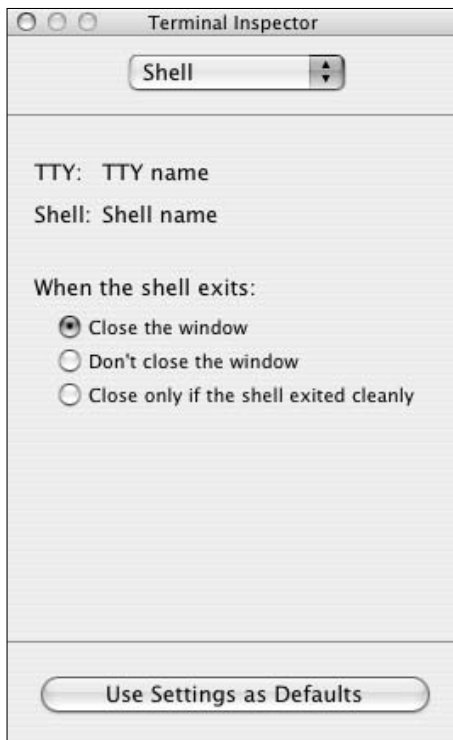 Terminal Inspector
Shell
TTY: TTY name
Shell: Shell name
When the shell exits:
Close the window
Don't close the window
Close only if the shell exited cleanly
Use Settings as Defaults